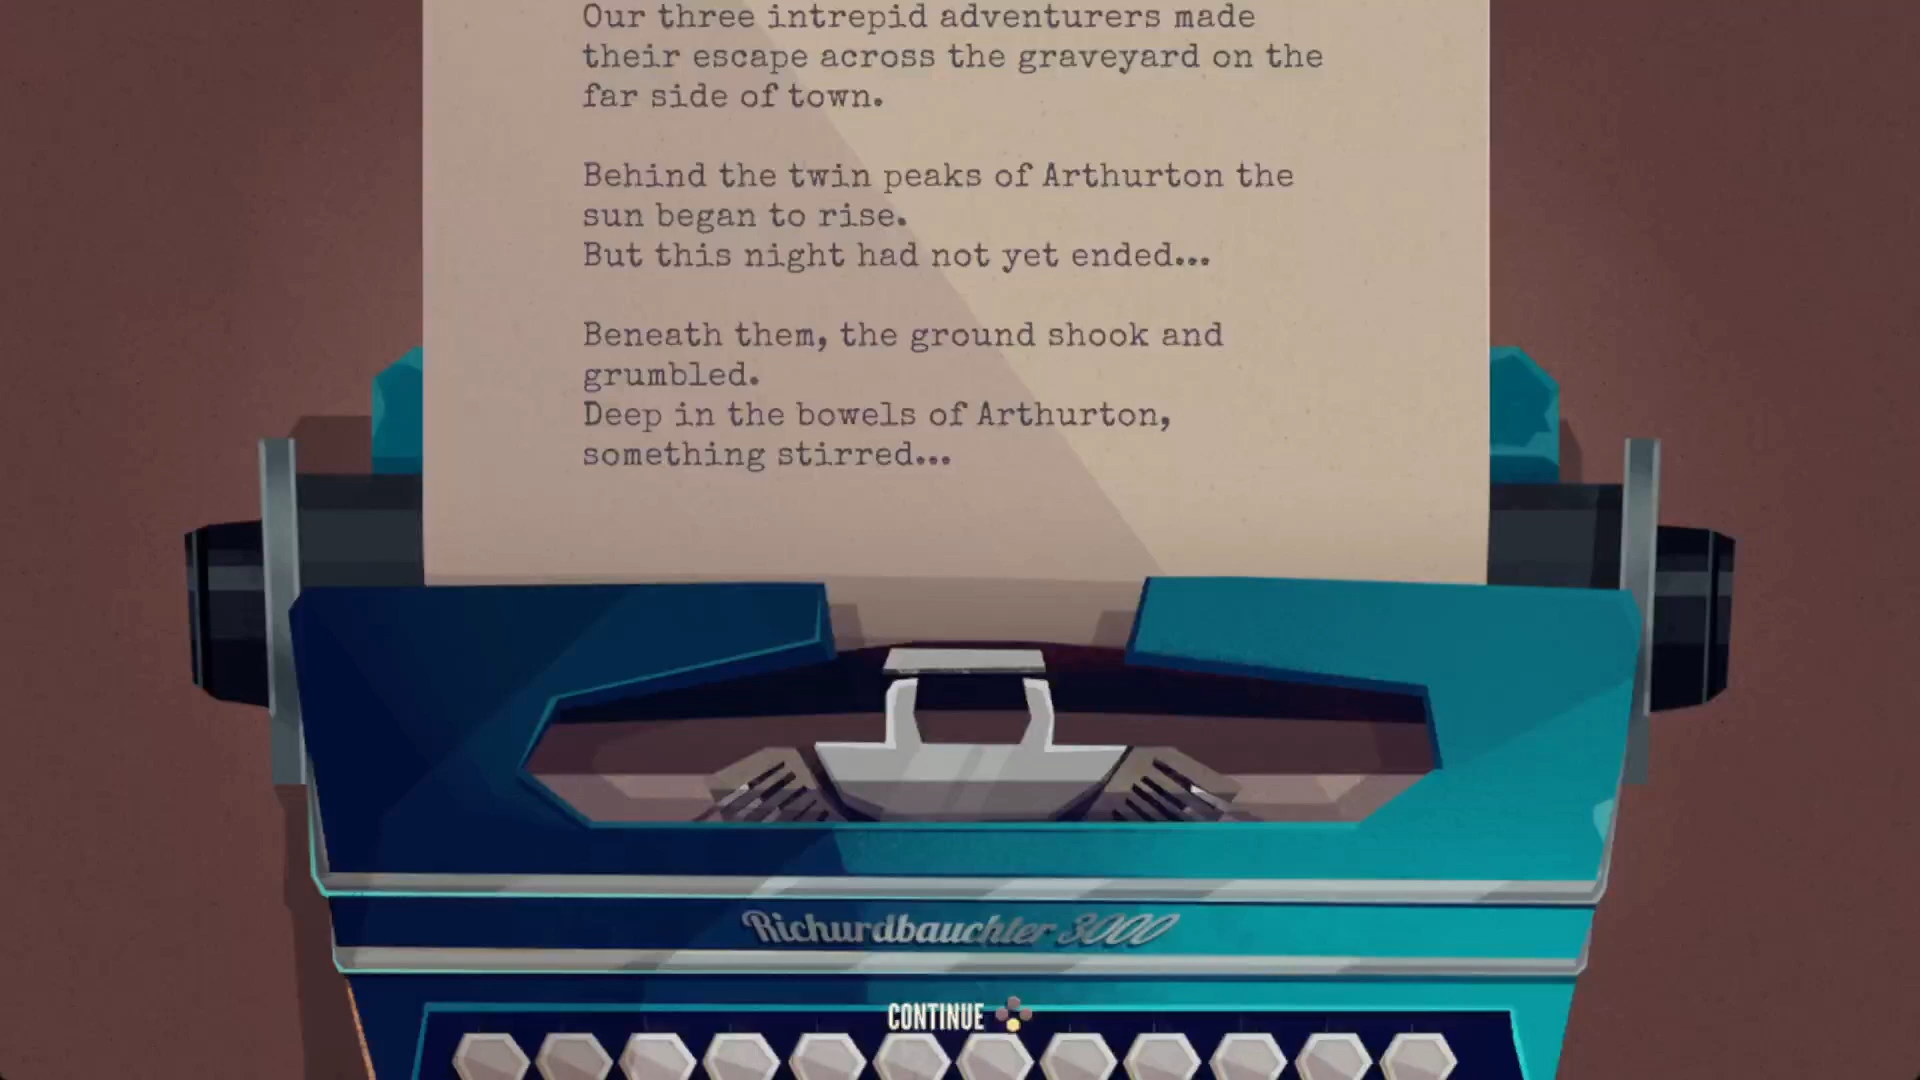 Our three intrepid adventurers made
their escape across the graveyard on the
far side of town.
Behind the twin peaks of Arthurton the
sun began to rise.
But this night had not yet ended...
Beneath them, the ground shook and
grumbled.
Deep in the bowels of Arthurton,
something stirred...
Richurdbauchter 3000
CONTINUE